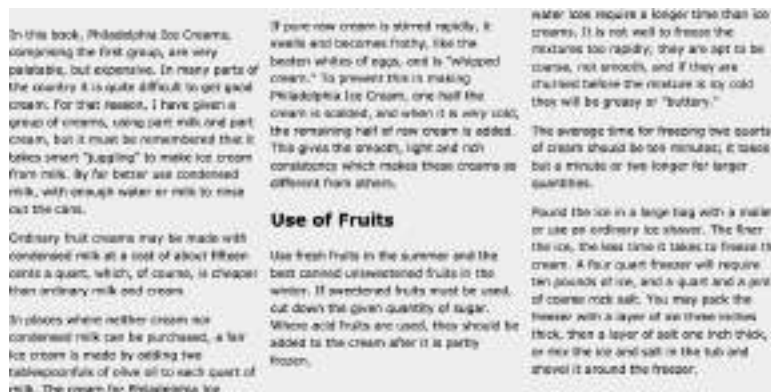 In this book, Philadelphia Ice Creams,
comprising the first group, are very
palatable, but expensive. In many parts of
the country it is quite difficult to get good
cream. For that reason, I have given a
group of creams, using part milk and part
cream, but it must be remembered that it
takes smart "juggling" to make ice cream
from milk. By far better use condensed
milk, with enough water or milk to rinse
out the cans.
Ordinary fruit creams may be made with
condensed milk at a cost of about fifteen
cents a quart, which, of course, is cheaper
than ordinary milk and cream.
In places where neither cream nor
condensed milk can be purchased, a fair
ice cream is made by adding two
tablespoonfuls of olive oil to each quart of
milk. The cream for Philadelphia Ice
If pure raw cream is stirred rapidly, it
swells and becomes frothy, like the
beaten whites of eggs, and is "whipped
cream." To prevent this in making
Philadelphia Ice Cream, one half the
cream is scalded, and when it is very cold,
the remaining half of raw cream is added.
This gives the smooth, light and rich
consistency which makes these creams so
different from others.
Use of Fruits
Use fresh fruits in the summer and the
best canned unsweetened fruits in the
winter. If sweetened fruits must be used,
cut down the given quantity of sugar.
Where acid fruits are used, they should be
added to the cream after it is partly
frozen.
water ices require a longer time than ice
creams. It is not well to freeze the
mixtures too rapidly; they are apt to be
coarse, not smooth, and if they are
churned before the mixture is icy cold
they will be greasy or "buttery."
The average time for freezing two quarts
of cream should be ten minutes; it takes
but a minute or two longer for larger
quantities.
Pound the ice in a large bag with a mallet
or use an ordinary ice shaver. The finer
the ice, the less time it takes to freeze th
cream. A four quart freezer will require
ten pounds of ice, and a quart and a pint
of coarse rock salt. You may pack the
freezer with a layer of ice three inches
thick, then a layer of salt one inch thick,
or mix the ice and salt in the tub and
shovel it around the freezer.